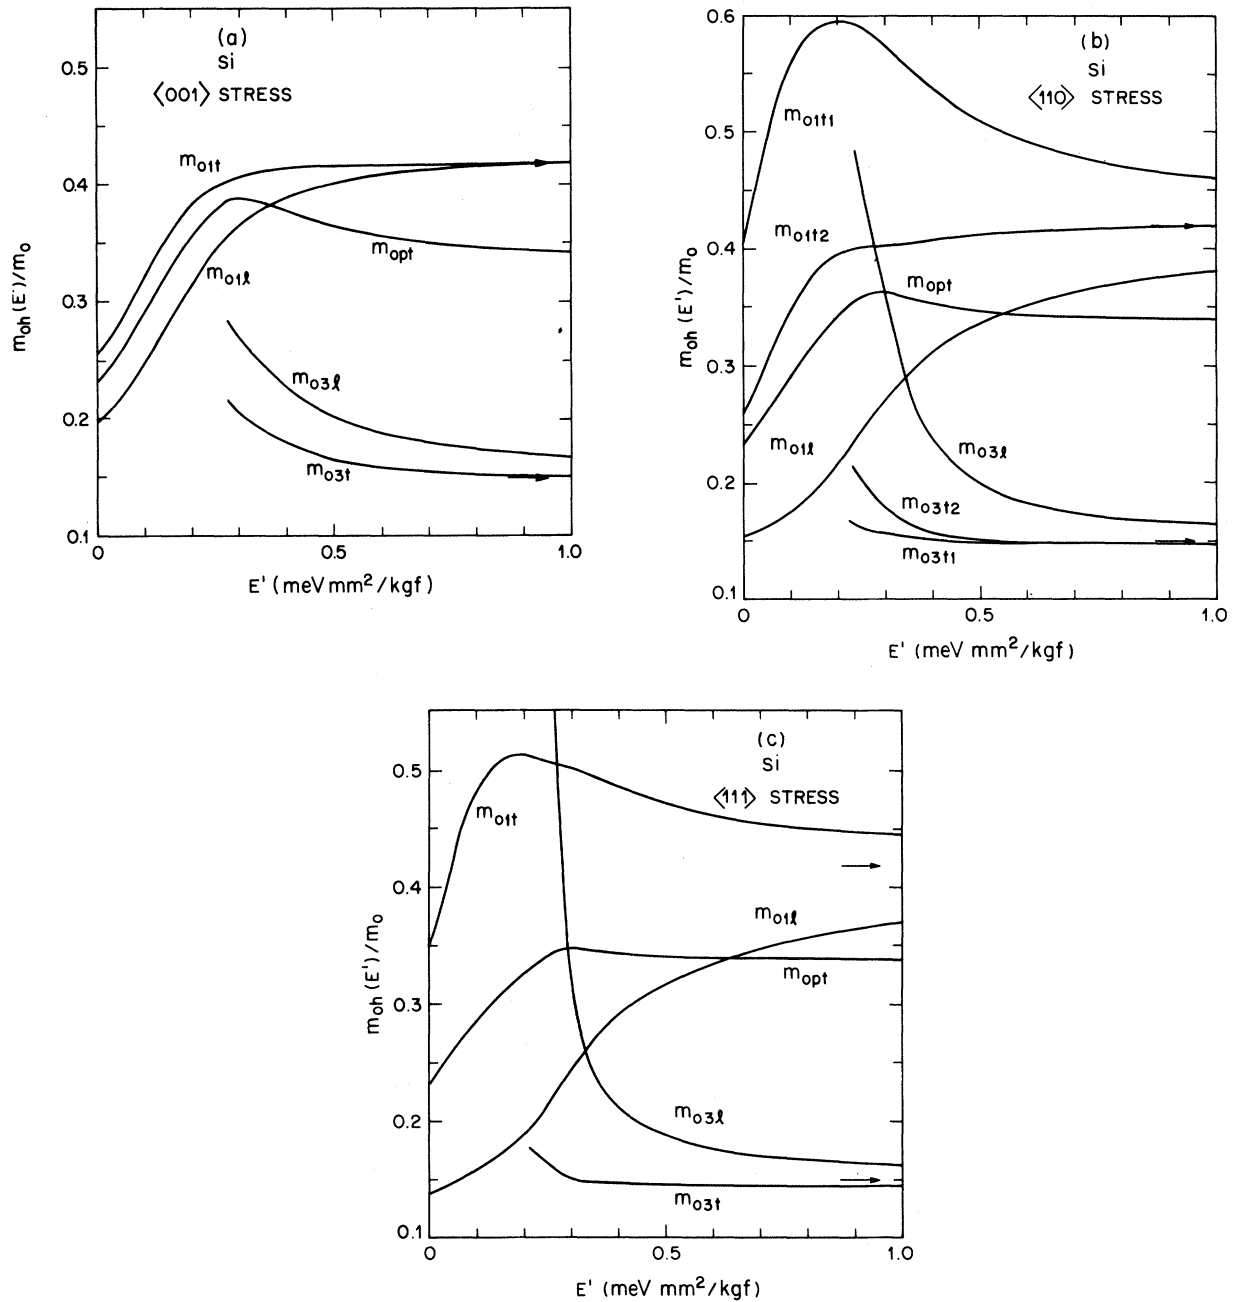 (a)
Si
⟨001⟩ STRESS
0.5
0.4
0.3
0.2
0.1
m_oh (E')/m_o
m_o1t
m_o1ℓ
m_opt
m_o3ℓ
m_o3t
0
0.5
1.0
E' (meV mm²/kgf)
(b)
Si
⟨110⟩ STRESS
0.6
0.5
0.4
0.3
0.2
0.1
m_oh (E')/m_o
m_o1t1
m_o1t2
m_opt
m_o1ℓ
m_o3ℓ
m_o3t2
m_o3t1
0
0.5
1.0
E' (meV mm²/kgf)
(c)
Si
⟨111⟩ STRESS
0.5
0.4
0.3
0.2
0.1
m_oh (E')/m_o
m_o1t
m_o1ℓ
m_opt
m_o3ℓ
m_o3t
0
0.5
1.0
E' (meV mm²/kgf)